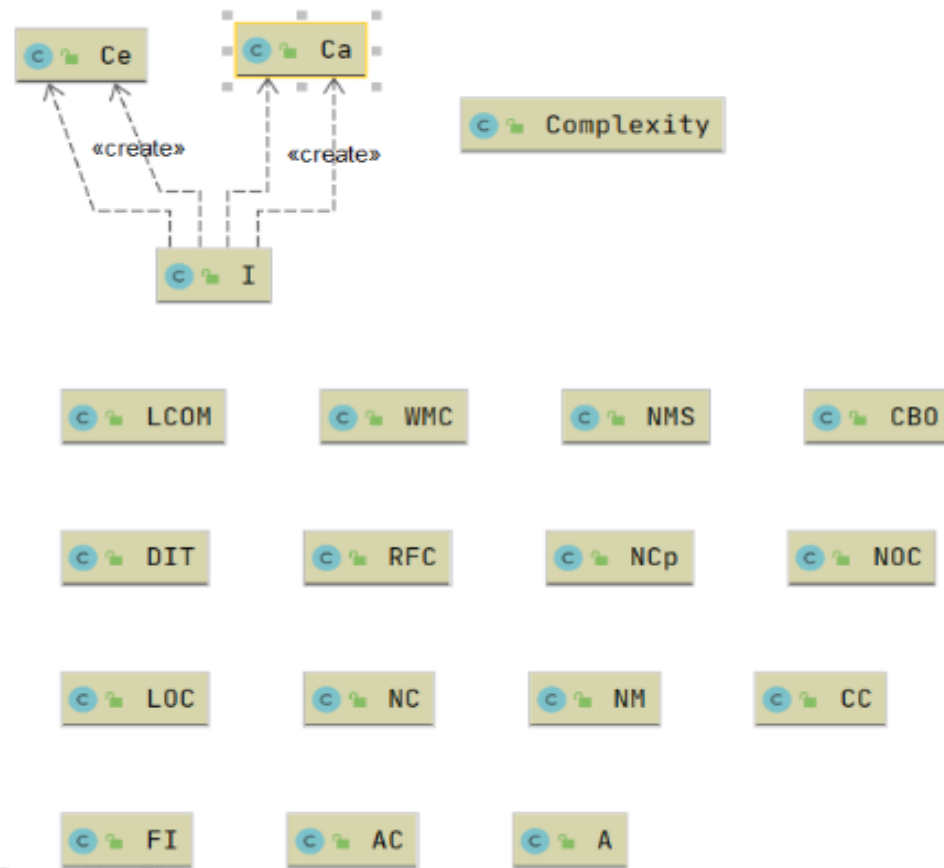 Ce
Ca
Complexity
«create»
«create»
I
LCOM
WMC
NMS
CBO
DIT
RFC
NCp
NOC
LOC
NC
NM
CC
FI
AC
A